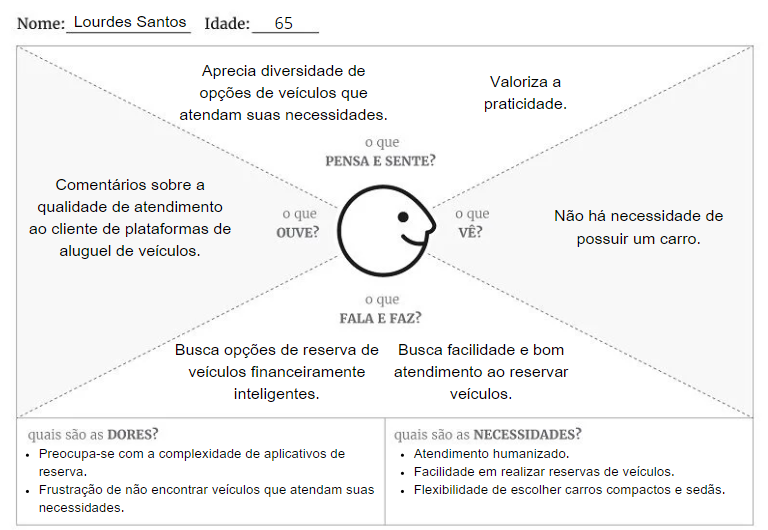 Nome: Lourdes Santos Idade: 65
Aprecia diversidade de
opções de veículos que
atendam suas necessidades.
Valoriza a
praticidade.
o que
PENSA E SENTE?
Comentários sobre a
qualidade de atendimento
ao cliente de plataformas de
aluguel de veículos.
o que
OUVE?
o que
VÊ?
Não há necessidade de
possuir um carro.
o que
FALA E FAZ?
Busca opções de reserva de
veículos financeiramente
inteligentes.
Busca facilidade e bom
atendimento ao reservar
veículos.
quais são as DORES?
• Preocupa-se com a complexidade de aplicativos de
reserva.
• Frustração de não encontrar veículos que atendam suas
necessidades.
quais são as NECESSIDADES?
• Atendimento humanizado.
• Facilidade em realizar reservas de veículos.
• Flexibilidade de escolher carros compactos e sedãs.